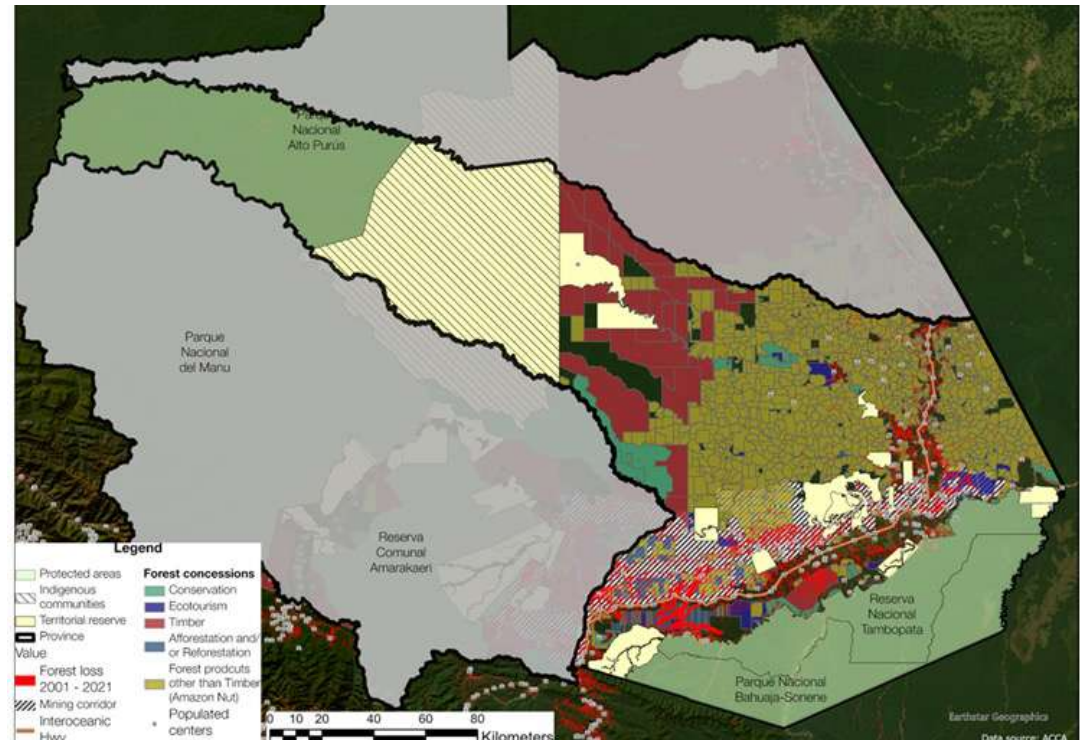 Parque
Nacional
Alto Purús
Parque
Nacional
del Manu
Reserva
Comunal
Amarakaeri
Reserva
Nacional
Tambopata
Parque Nacional
Bahuaja-Sonene
Legend
Protected areas
Indigenous
communities
Territorial reserve
Province
Value
Forest loss
2001 - 2021
Mining corridor
Interoceanic
Hwy
Forest concessions
Conservation
Ecotourism
Timber
Afforestation and/
or Reforestation
Forest prodcuts
other than Timber
(Amazon Nut)
Populated
centers
0 10 20 40 60 80
Kilometers
Earthstar Geographics
Data source: ACCA